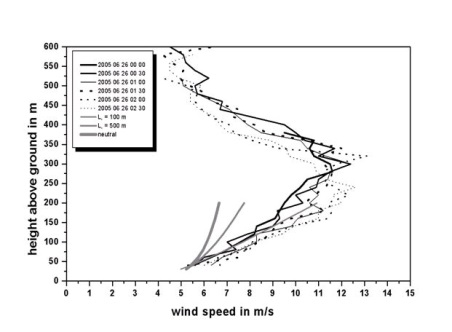 height above ground in m
600
550
500
450
400
350
300
250
200
150
100
50
0
2005 06 26 00 00
2005 06 26 00 30
2005 06 26 01 00
2005 06 26 01 30
2005 06 26 02 00
2005 06 26 02 30
L. = 100 m
L. = 500 m
neutral
0 1 2 3 4 5 6 7 8 9 10 11 12 13 14 15
wind speed in m/s